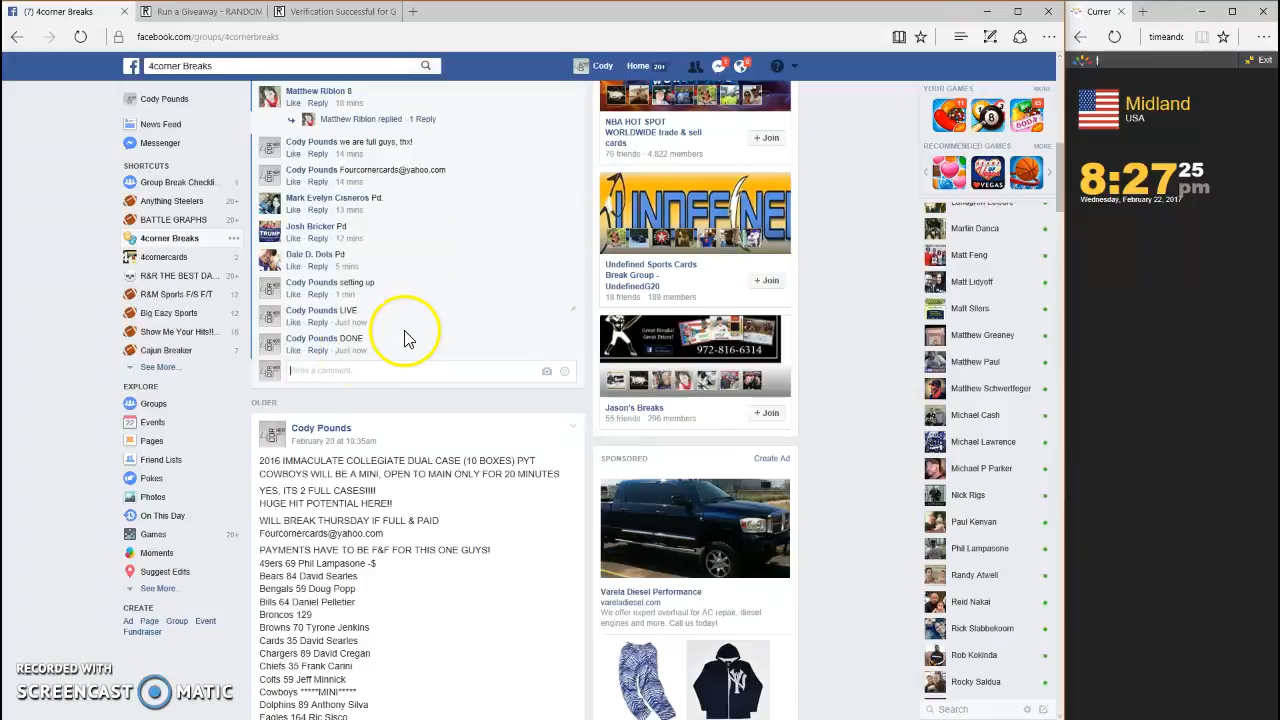 (7) 4corner Breaks
Run a Giveaway - RANDOM
Verification Successful for G
Currer
facebook.com/groups/4cornerbreaks
timeandc
4corner Breaks
Cody
Home 20+
Exit
Cody Pounds
News Feed
Messenger
SHORTCUTS
Group Break Checkli... 1
Anything Steelers 20+
BATTLE GRAPHS 20+
4corner Breaks
4cornercards 2
R&R THE BEST DA... 20+
R&M Sports F/S F/T 12
Big Eazy Sports 17
Show Me Your Hits!!...
Cajun Breaker 7
See More...
EXPLORE
Groups
Events
Pages
Friend Lists
Pokes
Photos
On This Day
Games 20+
Moments
Suggest Edits
See More...
CREATE
Ad Page Group Event
Fundraiser
Matthew Riblon 8
Like · Reply · 18 mins
Matthew Riblon replied · 1 Reply
Cody Pounds we are full guys, thx!
Like · Reply · 14 mins
Cody Pounds Fourcornercards@yahoo.com
Like · Reply · 14 mins
Mark Evelyn Cisneros Pd.
Like · Reply · 13 mins
Josh Bricker Pd
Like · Reply · 12 mins
Dale D. Dots Pd
Like · Reply · 5 mins
Cody Pounds setting up
Like · Reply · 1 min
Cody Pounds LIVE
Like · Reply · Just now
Cody Pounds DONE
Like · Reply · Just now
Write a comment...
OLDER
Cody Pounds
February 20 at 10:35am
2016 IMMACULATE COLLEGIATE DUAL CASE (10 BOXES) PYT
COWBOYS WILL BE A MINI, OPEN TO MAIN ONLY FOR 20 MINUTES
YES, ITS 2 FULL CASES!!!!
HUGE HIT POTENTIAL HERE!!
WILL BREAK THURSDAY IF FULL & PAID
Fourcornercards@yahoo.com
PAYMENTS HAVE TO BE F&F FOR THIS ONE GUYS!
49ers 69 Phil Lampasone -$
Bears 84 David Searles
Bengals 59 Doug Popp
Bills 64 Daniel Pelletier
Broncos 129
Browns 70 Tyrone Jenkins
Cards 35 David Searles
Chargers 89 David Cregan
Chiefs 35 Frank Carini
Colts 59 Jeff Minnick
Cowboys *****MINI*****
Dolphins 89 Anthony Silva
Eagles 164 Ric Sisco
NBA HOT SPOT
WORLDWIDE trade & sell
cards
76 friends · 4,822 members
+ Join
UNDEFINED
Undefined Sports Cards
Break Group -
UndefinedG20
18 friends · 189 members
+ Join
Great Breaks!
Great Prices!
972-816-6314
Jason's Breaks
55 friends · 296 members
+ Join
SPONSORED
Create Ad
Varela Diesel Performance
vareladiesel.com
We offer expert overhaul for AC repair, diesel
engines and more. Call us today!
YOUR GAMES
MORE
RECOMMENDED GAMES
MORE
Martin Danca
Matt Feng
Matt Lidyoff
Matt SIlers
Matthew Greaney
Matthew Paul
Matthew Schwertfeger
Michael Cash
Michael Lawrence
Michael P Parker
Nick Rigs
Paul Kenvan
Phil Lampasone
Randy Atwell
Reid Nakai
Rick Slabbekoorn
Rob Kokinda
Rocky Saldua
Search
Midland
USA
8:27 25
pm
Wednesday, February 22, 2017
RECORDED WITH
SCREENCAST MATIC